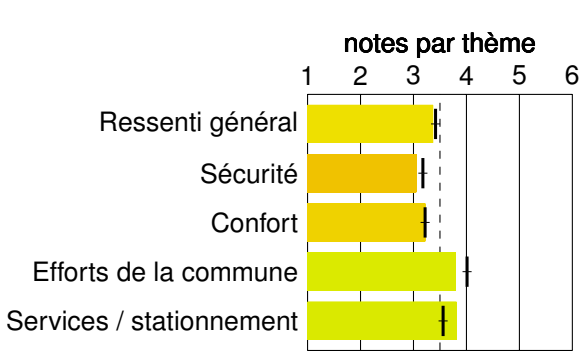 notes par thème
1 2 3 4 5 6
Ressenti général
Sécurité
Confort
Efforts de la commune
Services / stationnement